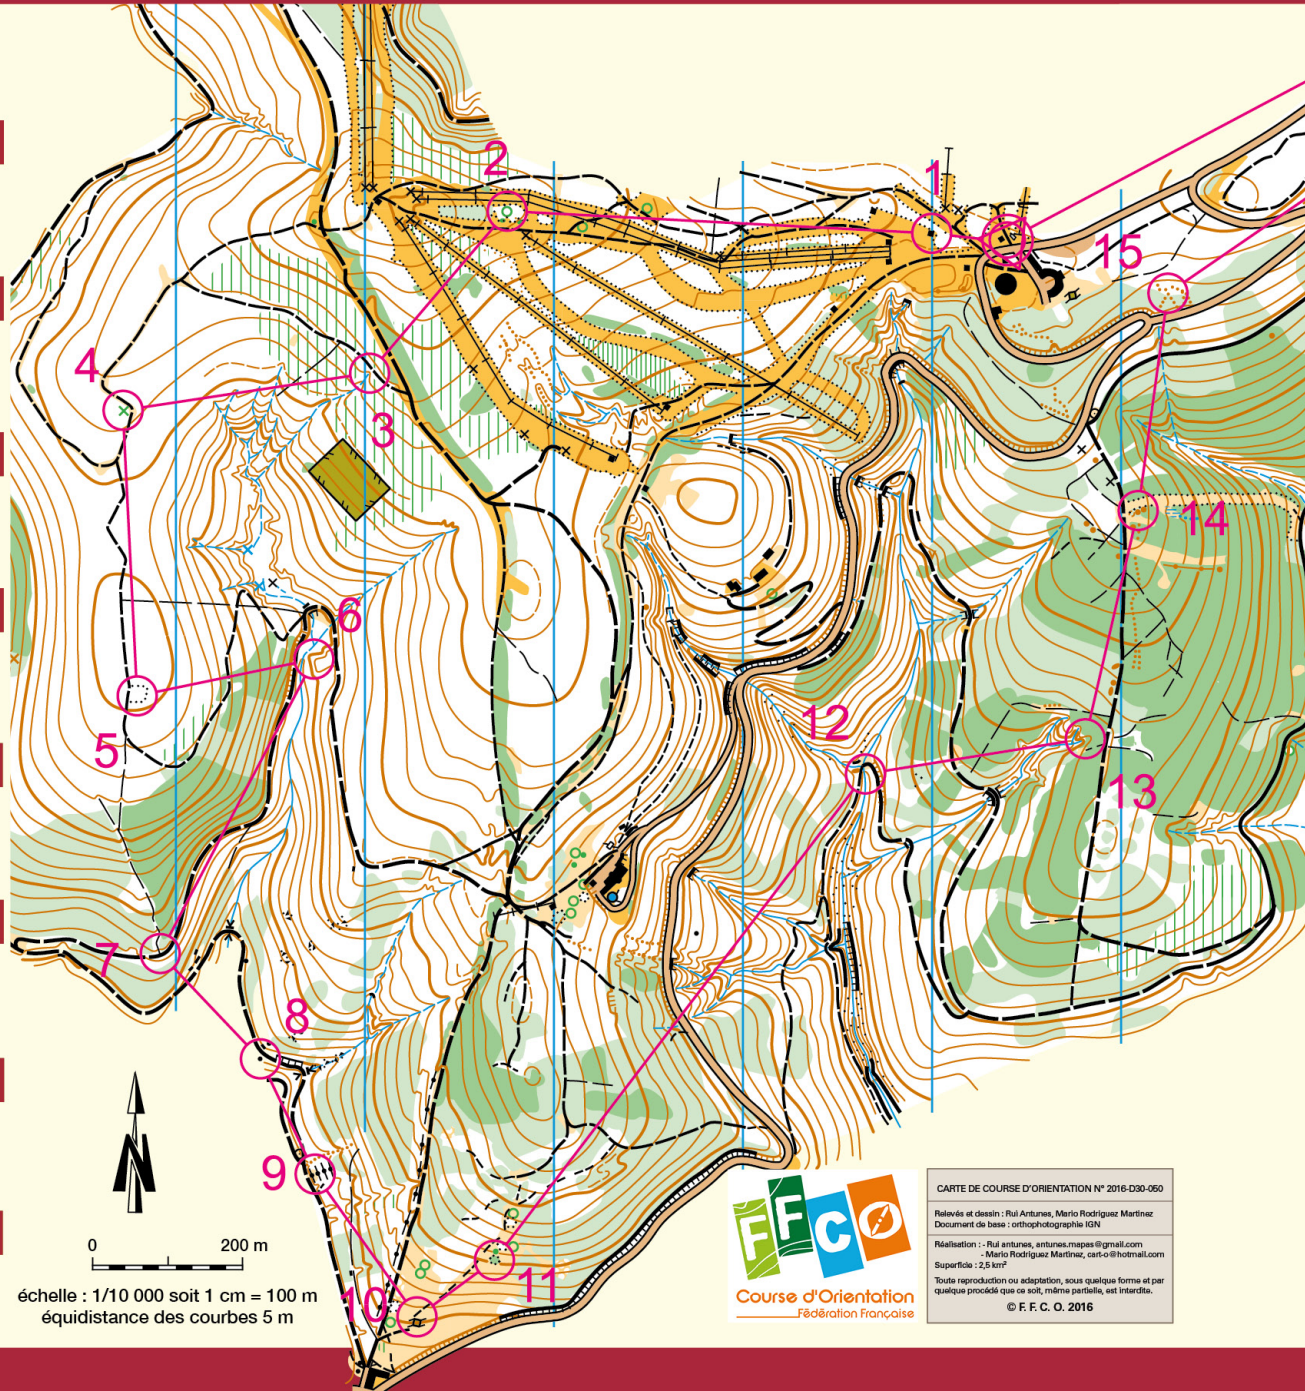 2
1
15
4
3
14
6
5
12
13
7
8
9
10
11
N
0 200 m
échelle : 1/10 000 soit 1 cm = 100 m
équidistance des courbes 5 m
FFCO
Course d'Orientation
Fédération Française
CARTE DE COURSE D'ORIENTATION N° 2016-D30-050
Relevés et dessin : Rui Antunes, Mario Rodriguez Martinez
Document de base : orthophotographie IGN
Réalisation : - Rui antunes, antunes.mapas@gmail.com
- Mario Rodriguez Martinez, cart-o@hotmail.com
Superficie : 2,5 km²
Toute reproduction ou adaptation, sous quelque forme et par
quelque procédé que ce soit, même partielle, est interdite.
© F. F. C. O. 2016